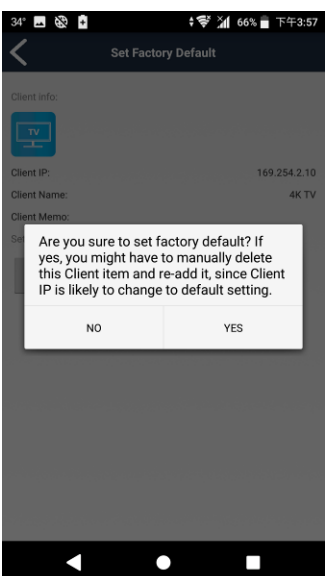 34°
66%
下午3:57
Set Factory Default
Client info:
TV
Client IP:
169.254.2.10
Client Name:
4K TV
Client Memo:
Se
Are you sure to set factory default? If
yes, you might have to manually delete
this Client item and re-add it, since Client
IP is likely to change to default setting.
NO
YES